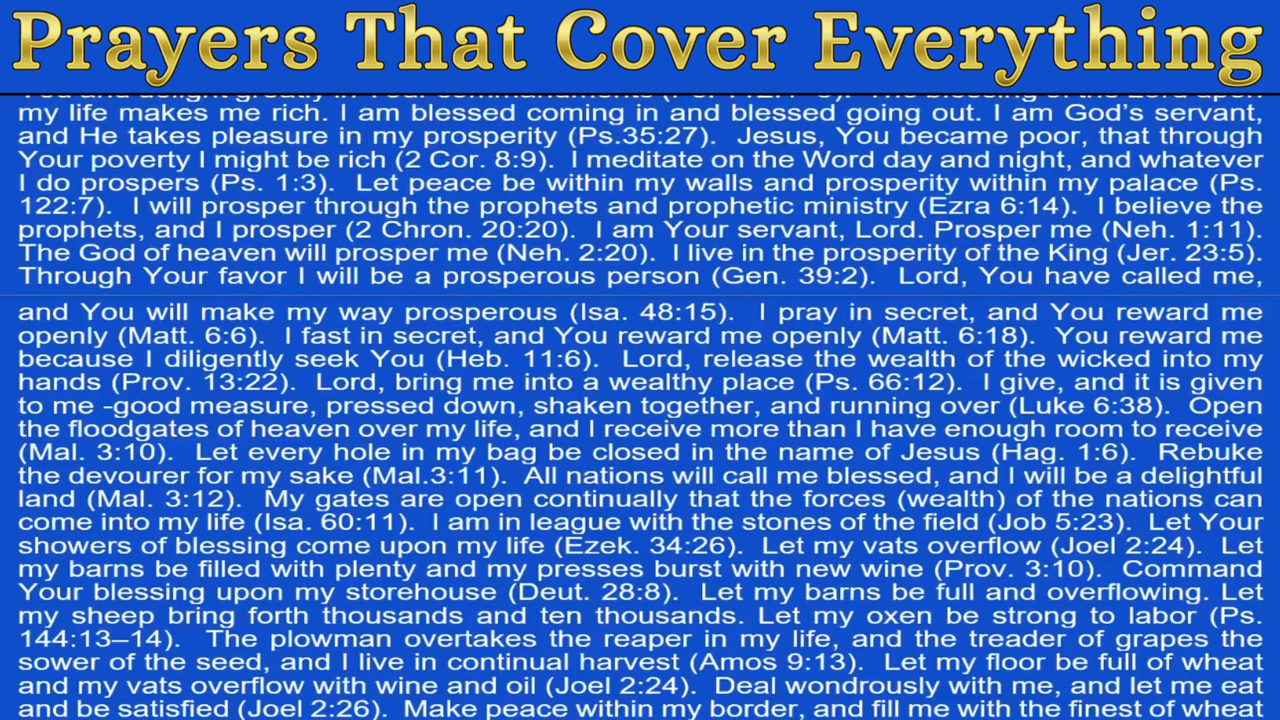 Prayers That Cover Everything
You and delight greatly in Your commandments (Ps. 112:1–3). The blessing of the Lord upon
my life makes me rich. I am blessed coming in and blessed going out. I am God’s servant,
and He takes pleasure in my prosperity (Ps.35:27). Jesus, You became poor, that through
Your poverty I might be rich (2 Cor. 8:9). I meditate on the Word day and night, and whatever
I do prospers (Ps. 1:3). Let peace be within my walls and prosperity within my palace (Ps.
122:7). I will prosper through the prophets and prophetic ministry (Ezra 6:14). I believe the
prophets, and I prosper (2 Chron. 20:20). I am Your servant, Lord. Prosper me (Neh. 1:11).
The God of heaven will prosper me (Neh. 2:20). I live in the prosperity of the King (Jer. 23:5).
Through Your favor I will be a prosperous person (Gen. 39:2). Lord, You have called me,
and You will make my way prosperous (Isa. 48:15). I pray in secret, and You reward me
openly (Matt. 6:6). I fast in secret, and You reward me openly (Matt. 6:18). You reward me
because I diligently seek You (Heb. 11:6). Lord, release the wealth of the wicked into my
hands (Prov. 13:22). Lord, bring me into a wealthy place (Ps. 66:12). I give, and it is given
to me -good measure, pressed down, shaken together, and running over (Luke 6:38). Open
the floodgates of heaven over my life, and I receive more than I have enough room to receive
(Mal. 3:10). Let every hole in my bag be closed in the name of Jesus (Hag. 1:6). Rebuke
the devourer for my sake (Mal.3:11). All nations will call me blessed, and I will be a delightful
land (Mal. 3:12). My gates are open continually that the forces (wealth) of the nations can
come into my life (Isa. 60:11). I am in league with the stones of the field (Job 5:23). Let Your
showers of blessing come upon my life (Ezek. 34:26). Let my vats overflow (Joel 2:24). Let
my barns be filled with plenty and my presses burst with new wine (Prov. 3:10). Command
Your blessing upon my storehouse (Deut. 28:8). Let my barns be full and overflowing. Let
my sheep bring forth thousands and ten thousands. Let my oxen be strong to labor (Ps.
144:13–14). The plowman overtakes the reaper in my life, and the treader of grapes the
sower of the seed, and I live in continual harvest (Amos 9:13). Let my floor be full of wheat
and my vats overflow with wine and oil (Joel 2:24). Deal wondrously with me, and let me eat
and be satisfied (Joel 2:26). Make peace within my border, and fill me with the finest of wheat